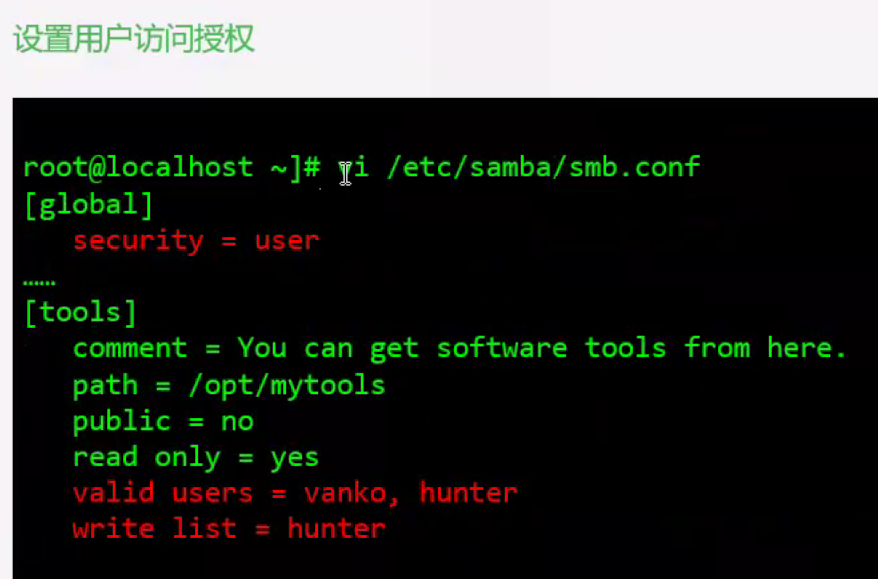 设置用户访问授权
root@localhost ~]# vi /etc/samba/smb.conf
[global]
security = user
……
[tools]
comment = You can get software tools from here.
path = /opt/mytools
public = no
read only = yes
valid users = vanko, hunter
write list = hunter